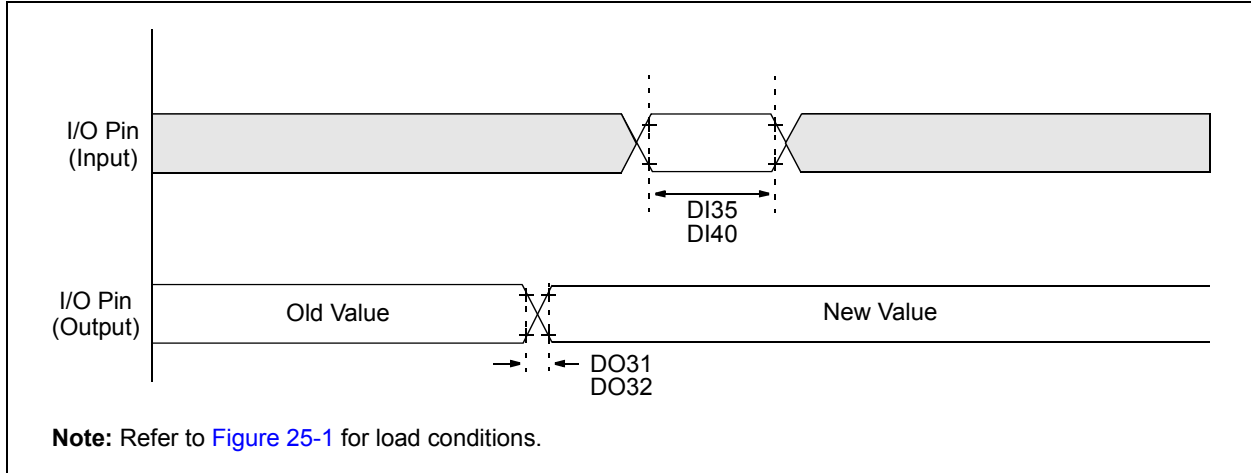 I/O Pin
(Input)
DI35
DI40
I/O Pin
(Output)
Old Value
New Value
DO31
DO32
Note: Refer to Figure 25-1 for load conditions.